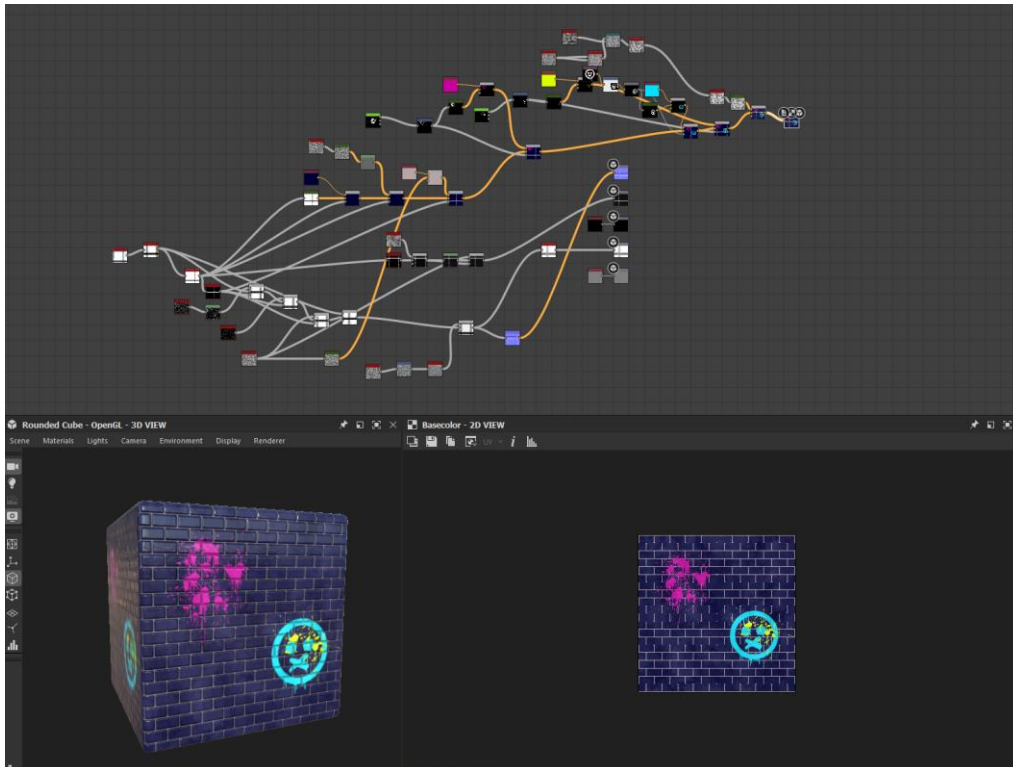 Rounded Cube - OpenGL - 3D VIEW
Scene Materials Lights Camera Environment Display Renderer
Basecolor - 2D VIEW
UV